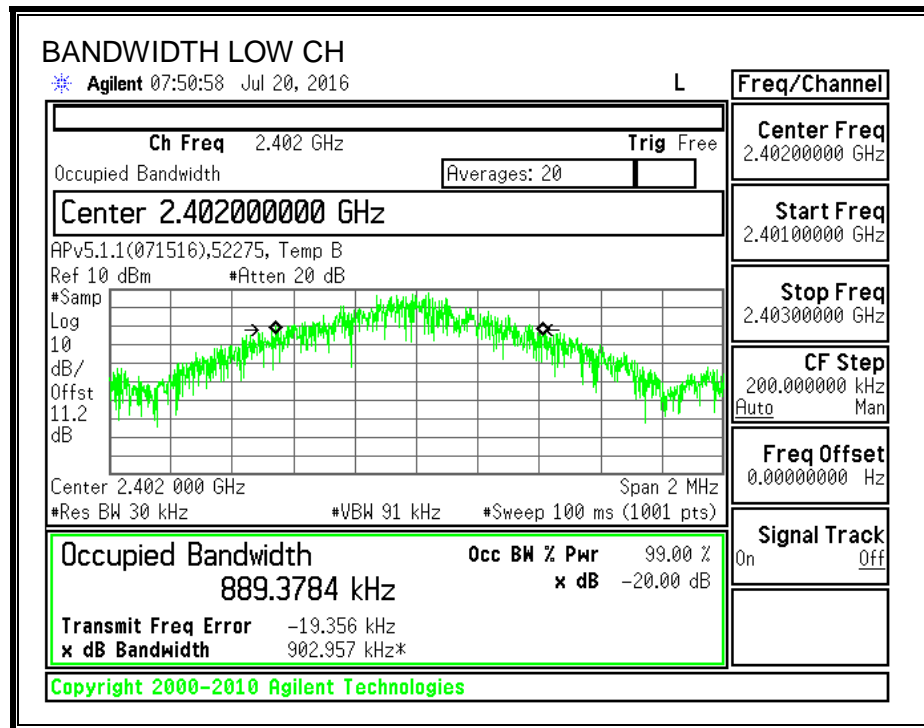 BANDWIDTH LOW CH
Agilent 07:50:58 Jul 20, 2016 L
Freq/Channel
Ch Freq 2.402 GHz Trig Free
Occupied Bandwidth Averages: 20
Center 2.402000000 GHz
APv5.1.1(071516),52275, Temp B
Ref 10 dBm #Atten 20 dB
#Samp
Log
10
dB/
Offst
11.2
dB
Center 2.402 000 GHz Span 2 MHz
#Res BW 30 kHz #VBW 91 kHz #Sweep 100 ms (1001 pts)
Occupied Bandwidth Occ BW % Pwr 99.00 %
889.3784 kHz x dB -20.00 dB
Transmit Freq Error -19.356 kHz
x dB Bandwidth 902.957 kHz*
Copyright 2000-2010 Agilent Technologies
Center Freq
2.40200000 GHz
Start Freq
2.40100000 GHz
Stop Freq
2.40300000 GHz
CF Step
200.000000 kHz
Auto Man
Freq Offset
0.00000000 Hz
Signal Track
On Off